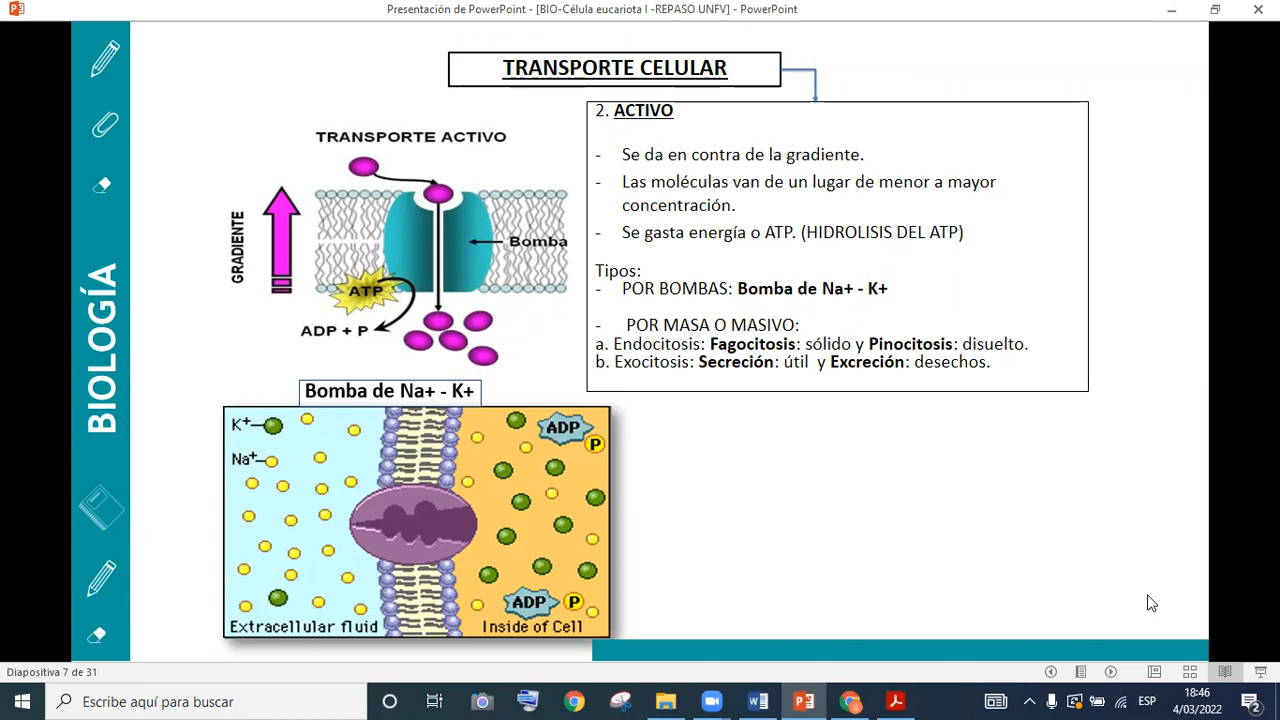 Presentación de PowerPoint - [BIO-Célula eucariota I -REPASO UNFV] - PowerPoint
TRANSPORTE CELULAR
2. ACTIVO
- Se da en contra de la gradiente.
- Las moléculas van de un lugar de menor a mayor
concentración.
- Se gasta energía o ATP. (HIDROLISIS DEL ATP)
Tipos:
- POR BOMBAS: Bomba de Na+ - K+
- POR MASA O MASIVO:
a. Endocitosis: Fagocitosis: sólido y Pinocitosis: disuelto.
b. Exocitosis: Secreción: útil y Excreción: desechos.
TRANSPORTE ACTIVO
GRADIENTE
Bomba
ATP
ADP + P
Bomba de Na+ - K+
K+
Na+
ADP
P
ADP
P
Extracellular fluid
Inside of Cell
BIOLOGÍA
Diapositiva 7 de 31
Escribe aquí para buscar
ESP
18:46
4/03/2022
2